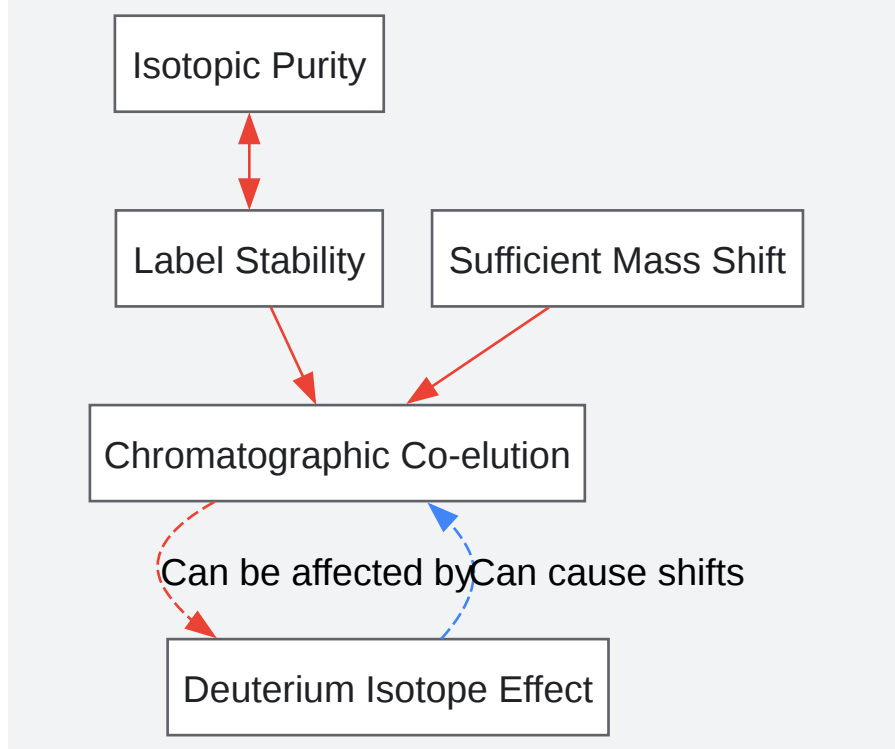 Isotopic Purity
Label Stability
Sufficient Mass Shift
Chromatographic Co-elution
Can be affected by
Can cause shifts
Deuterium Isotope Effect